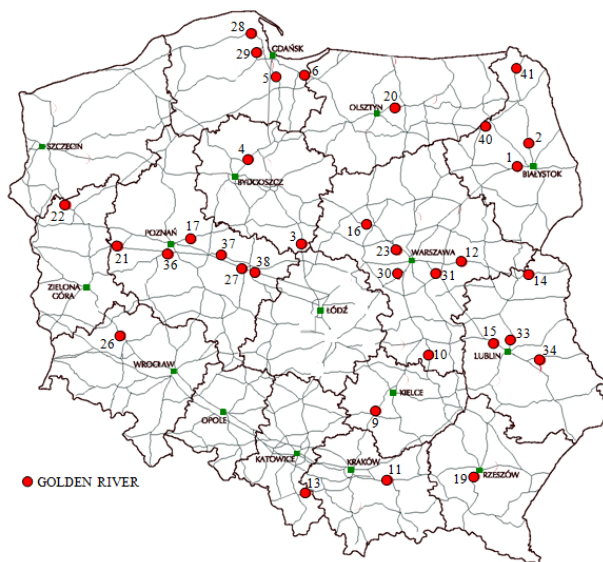 28
GDAŃSK
29
5
6
41
20
OLSZTYN
40
2
SZCZECIN
4
1
BIAŁYSTOK
BYDGOSZCZ
22
16
17
POZNAŃ
3
23
WARSZAWA
12
21
36
37
27
38
30
31
14
ZIELONA
GÓRA
ŁÓDŹ
26
15
33
LUBLIN
34
10
WROCŁAW
KIELCE
OPOLE
9
KATOWICE
KRAKÓW
11
19
RZESZÓW
GOLDEN RIVER
13